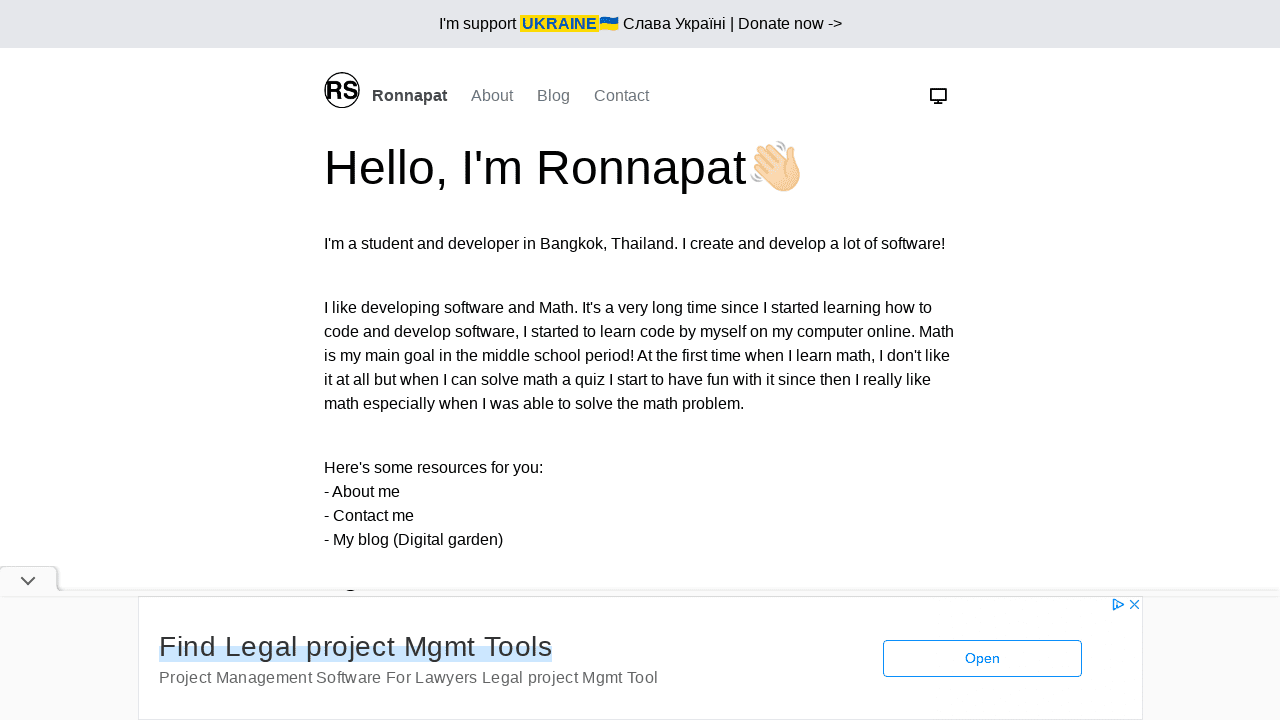 I'm support UKRAINE🇺🇦 Слава Україні | Donate now ->
RS Ronnapat About Blog Contact
Hello, I'm Ronnapat👋🏻
I'm a student and developer in Bangkok, Thailand. I create and develop a lot of software!
I like developing software and Math. It's a very long time since I started learning how to
code and develop software, I started to learn code by myself on my computer online. Math
is my main goal in the middle school period! At the first time when I learn math, I don't like
it at all but when I can solve math a quiz I start to have fun with it since then I really like
math especially when I was able to solve the math problem.
Here's some resources for you:
- About me
- Contact me
- My blog (Digital garden)
Find Legal project Mgmt Tools
Project Management Software For Lawyers Legal project Mgmt Tool
Open